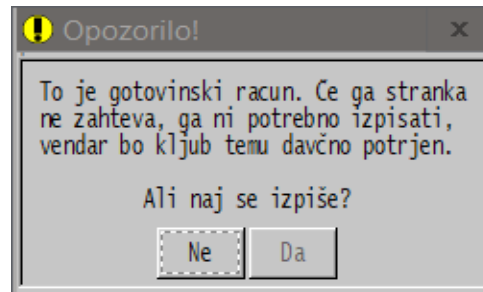 Opozorilo!
To je gotovinski racun. Če ga stranka
ne zahteva, ga ni potrebno izpisati,
vendar bo kljub temu davčno potrjen.
Ali naj se izpiše?
Ne Da